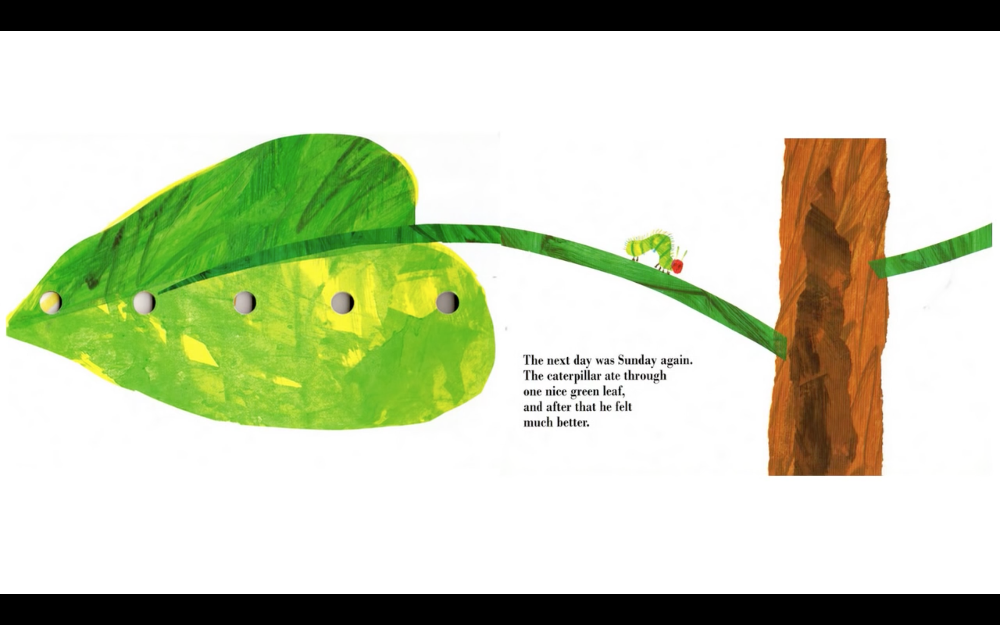 The next day was Sunday again.
The caterpillar ate through
one nice green leaf,
and after that he felt
much better.